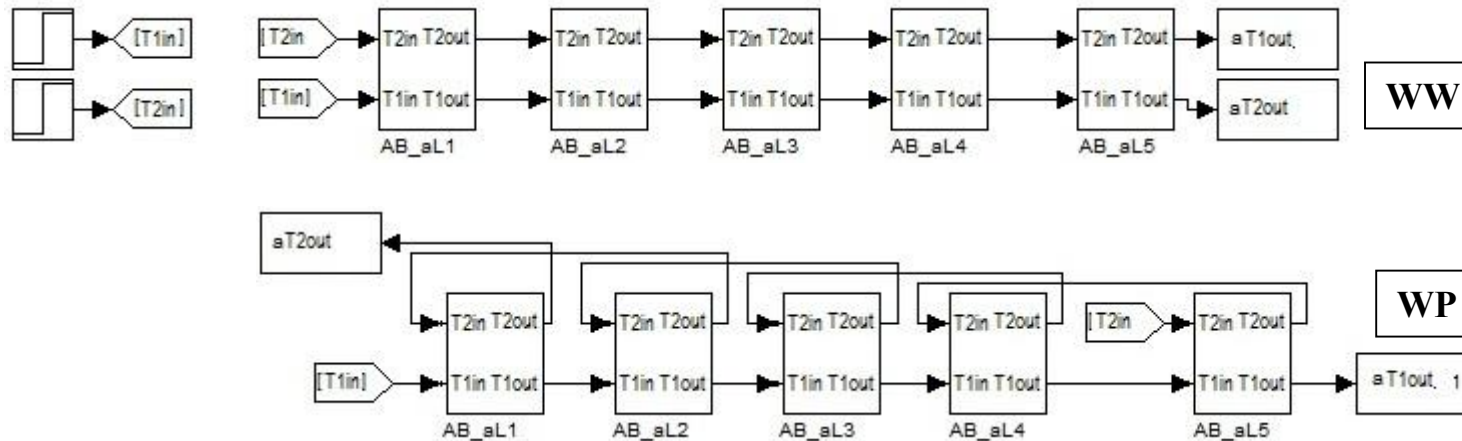 [T1in]
[T2in]
[T2in
[T1in]
T2in T2out
T1in T1out
AB_aL1
T2in T2out
T1in T1out
AB_aL2
T2in T2out
T1in T1out
AB_aL3
T2in T2out
T1in T1out
AB_aL4
T2in T2out
T1in T1out
AB_aL5
aT1out.
aT2out
WW
aT2out
[T1in]
T2in T2out
T1in T1out
AB_aL1
T2in T2out
T1in T1out
AB_aL2
T2in T2out
T1in T1out
AB_aL3
T2in T2out
T1in T1out
AB_aL4
[T2in
T2in T2out
T1in T1out
AB_aL5
WP
aT1out. 1